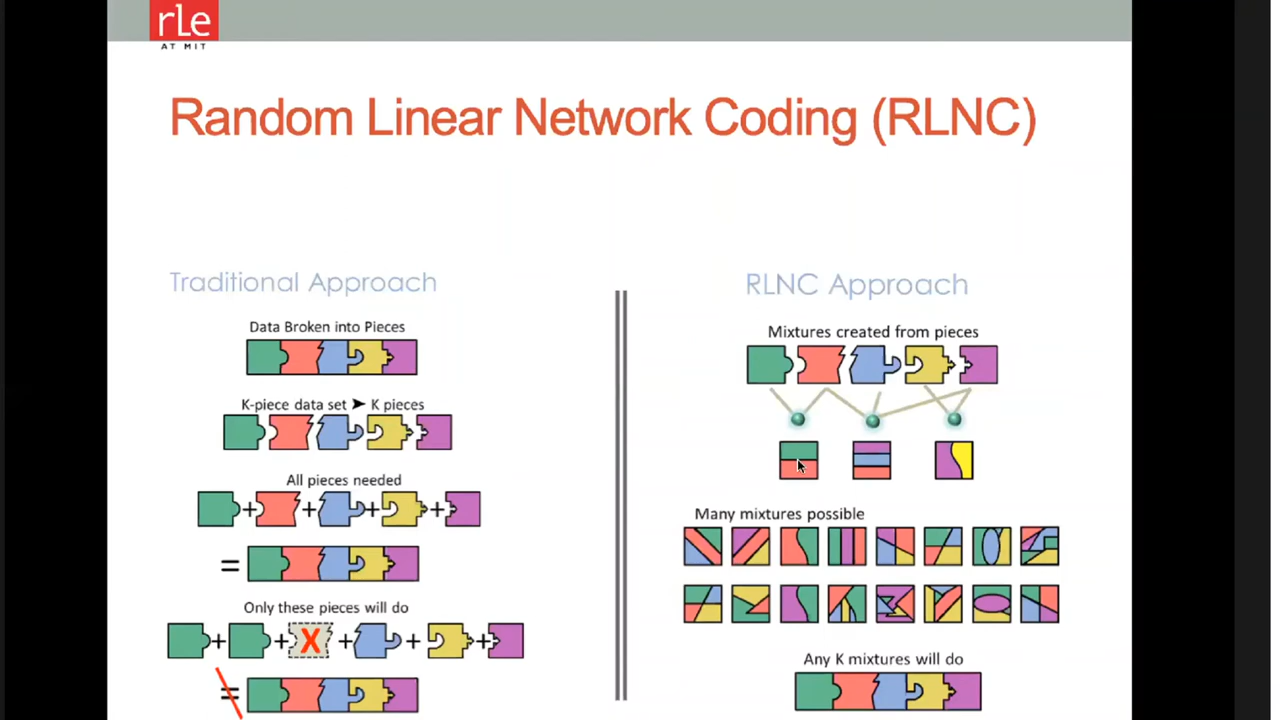 rle
AT MIT
Random Linear Network Coding (RLNC)
Traditional Approach
Data Broken into Pieces
K-piece data set ➤ K pieces
All pieces needed
+ + + +
=
Only these pieces will do
+ + X + + +
=
RLNC Approach
Mixtures created from pieces
Many mixtures possible
Any K mixtures will do